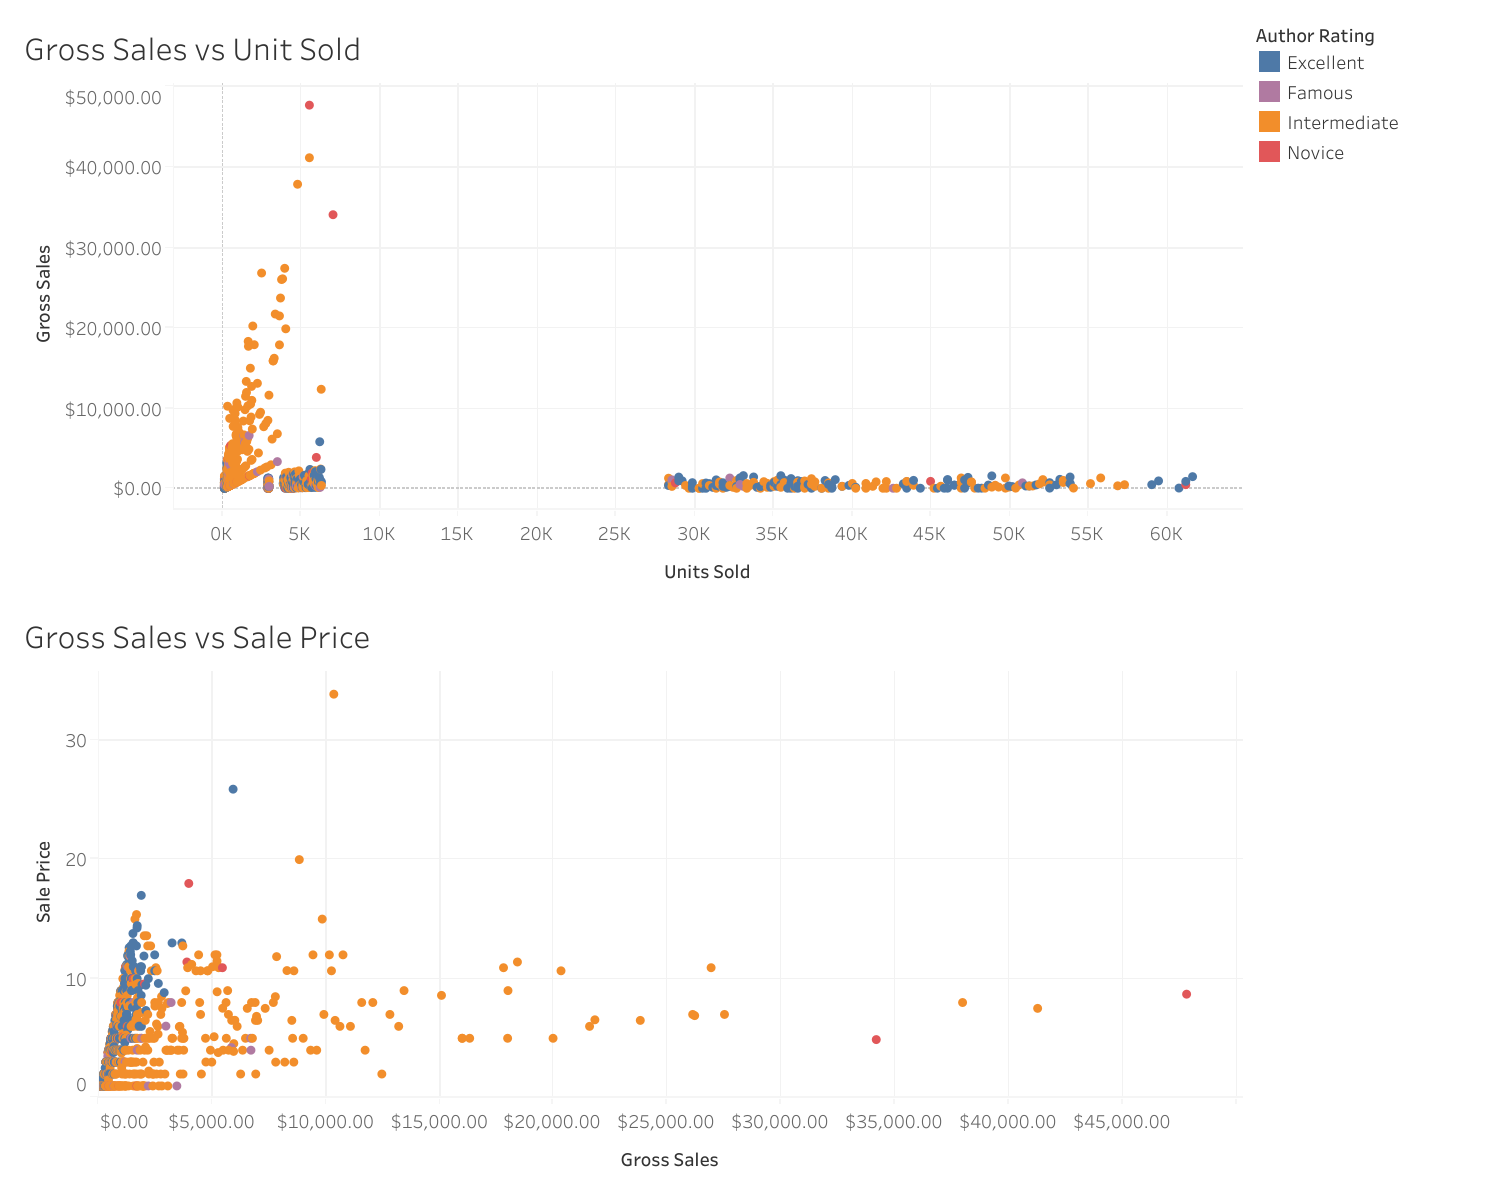 Gross Sales vs Unit Sold
Author Rating
Excellent
Famous
Intermediate
Novice
$50,000.00
$40,000.00
$30,000.00
$20,000.00
$10,000.00
$0.00
Gross Sales
0K 5K 10K 15K 20K 25K 30K 35K 40K 45K 50K 55K 60K
Units Sold
Gross Sales vs Sale Price
30
20
10
0
Sale Price
$0.00 $5,000.00 $10,000.00 $15,000.00 $20,000.00 $25,000.00 $30,000.00 $35,000.00 $40,000.00 $45,000.00
Gross Sales